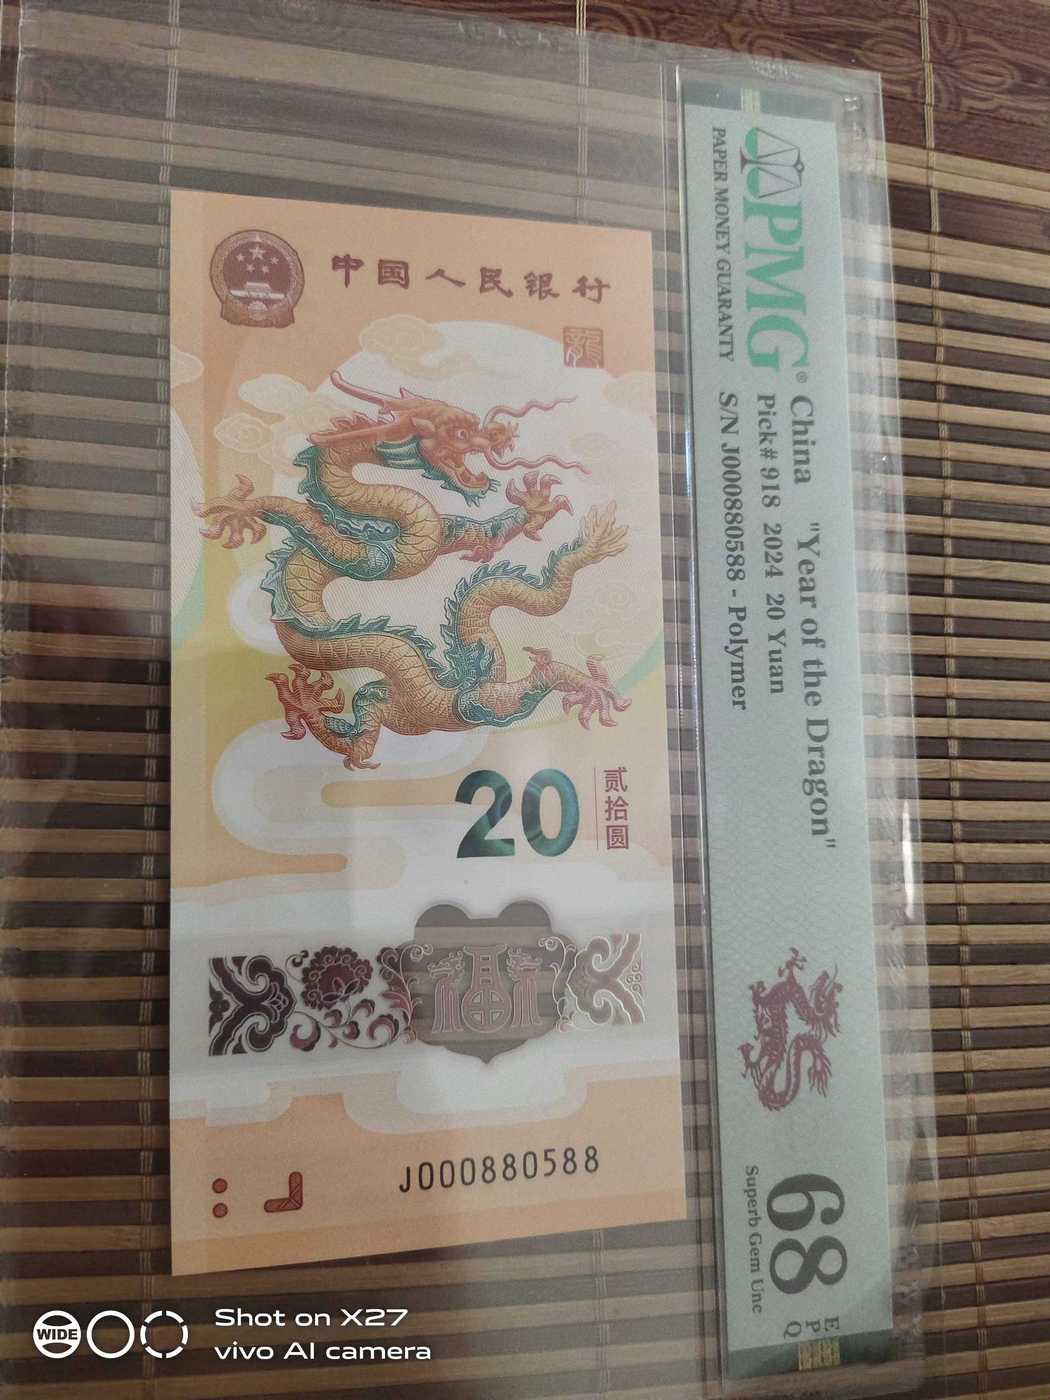 中国人民银行
龍
20
贰拾圆
福
J000880588
PMG®
PAPER MONEY GUARANTY
China "Year of the Dragon"
Pick# 918 2024 20 Yuan
S/N J000880588 - Polymer
68 EPQ
Superb Gem Unc
WIDE
Shot on X27
vivo AI camera